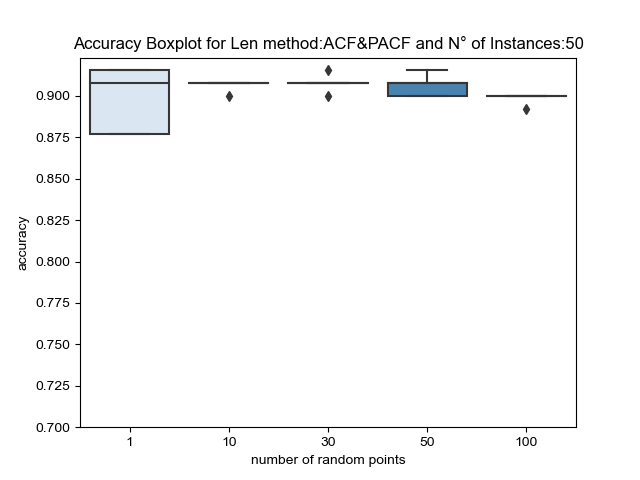 Accuracy Boxplot for Len method:ACF&PACF and N° of Instances:50
0.900
0.875
0.850
0.825
0.800
0.775
0.750
0.725
0.700
accuracy
1 10 30 50 100
number of random points